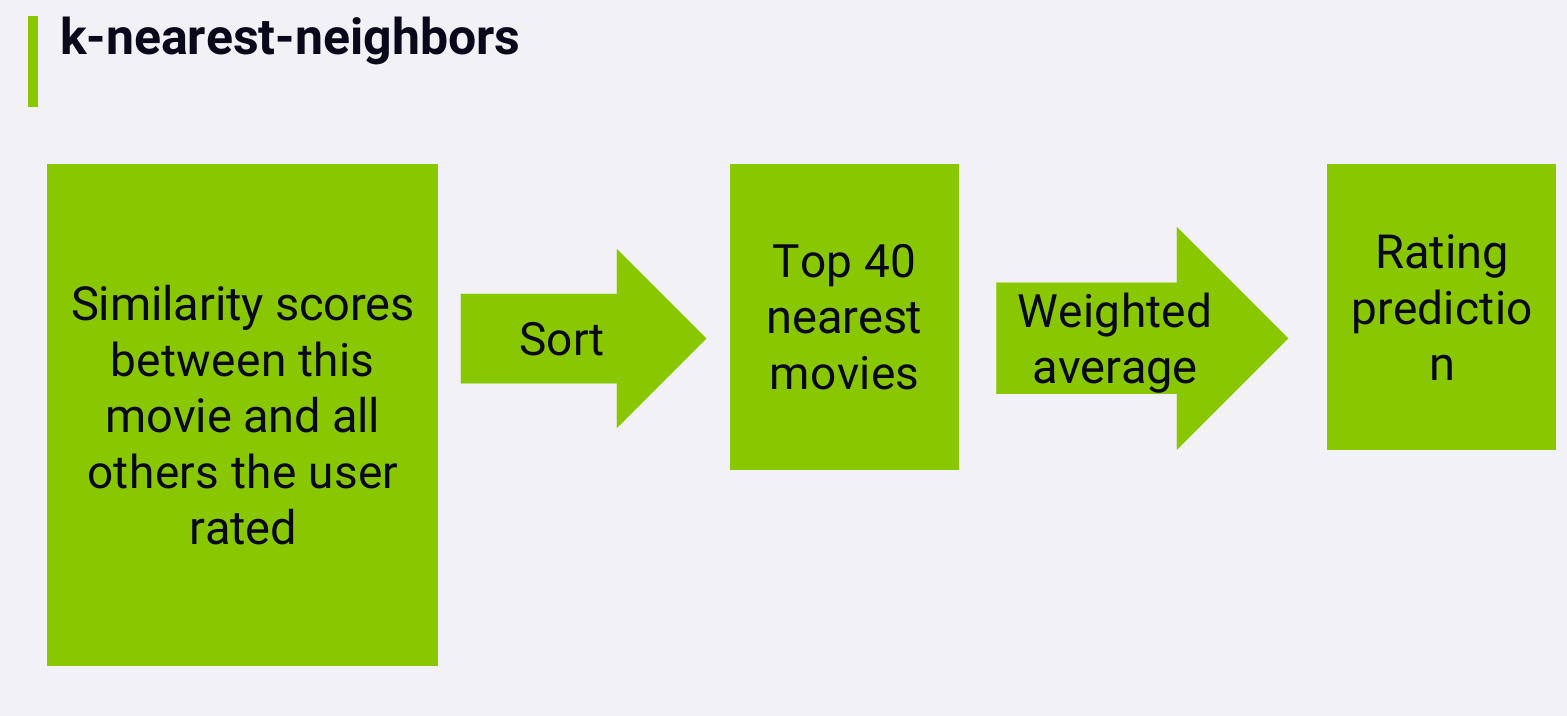 k-nearest-neighbors
Similarity scores
between this
movie and all
others the user
rated
Sort
Top 40
nearest
movies
Weighted
average
Rating
predictio
n